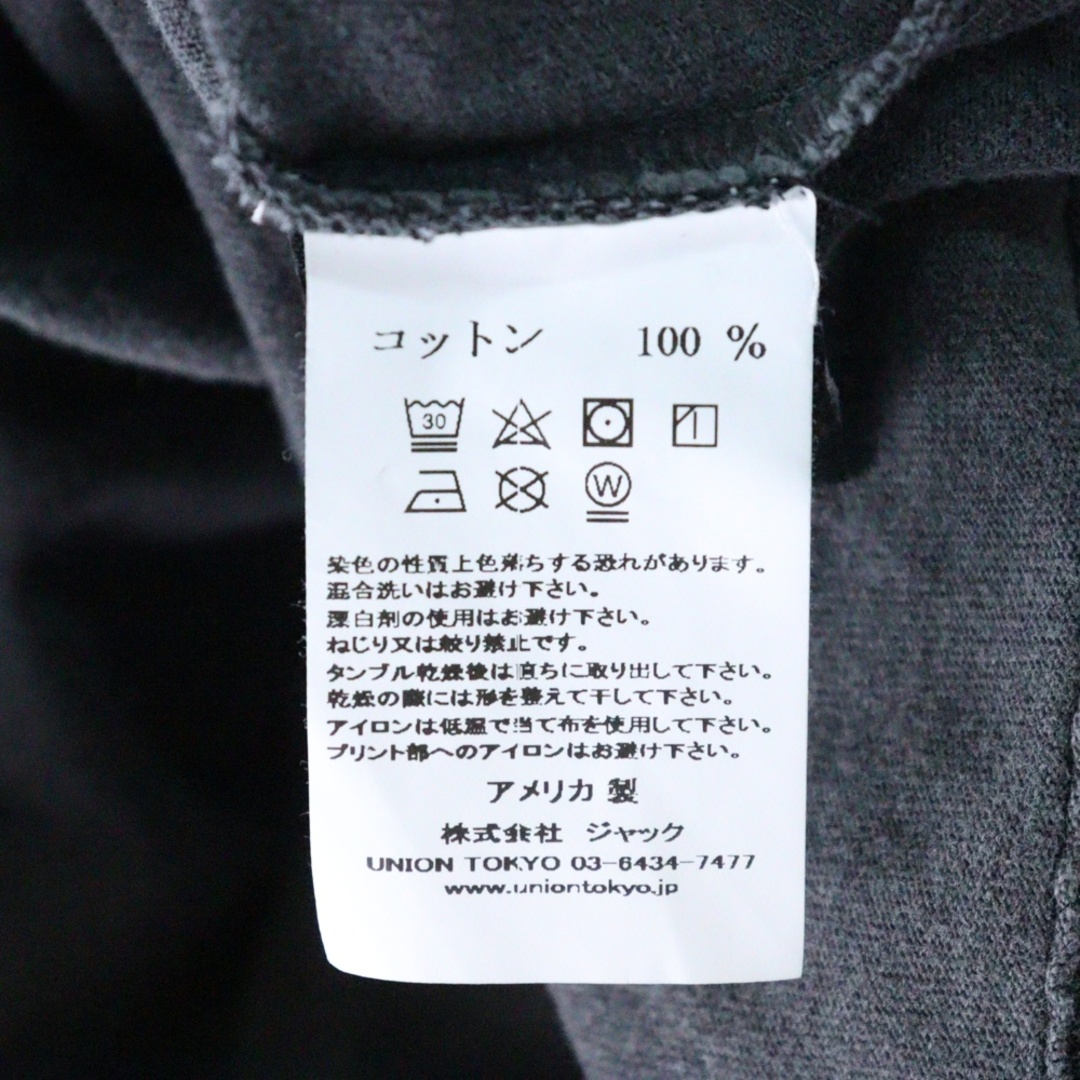 コットン 100 %
30
W
染色の性質上色落ちする恐れがあります。
混合洗いはお避け下さい。
漂白剤の使用はお避け下さい。
ねじり又は絞り禁止です。
タンブル乾燥後は直ちに取り出して下さい。
乾燥の際には形を整えて干して下さい。
アイロンは低温で当て布を使用して下さい。
プリント部へのアイロンはお避け下さい。
アメリカ 製
株式会社 ジャック
UNION TOKYO 03-6434-7477
www.uniontokyo.jp